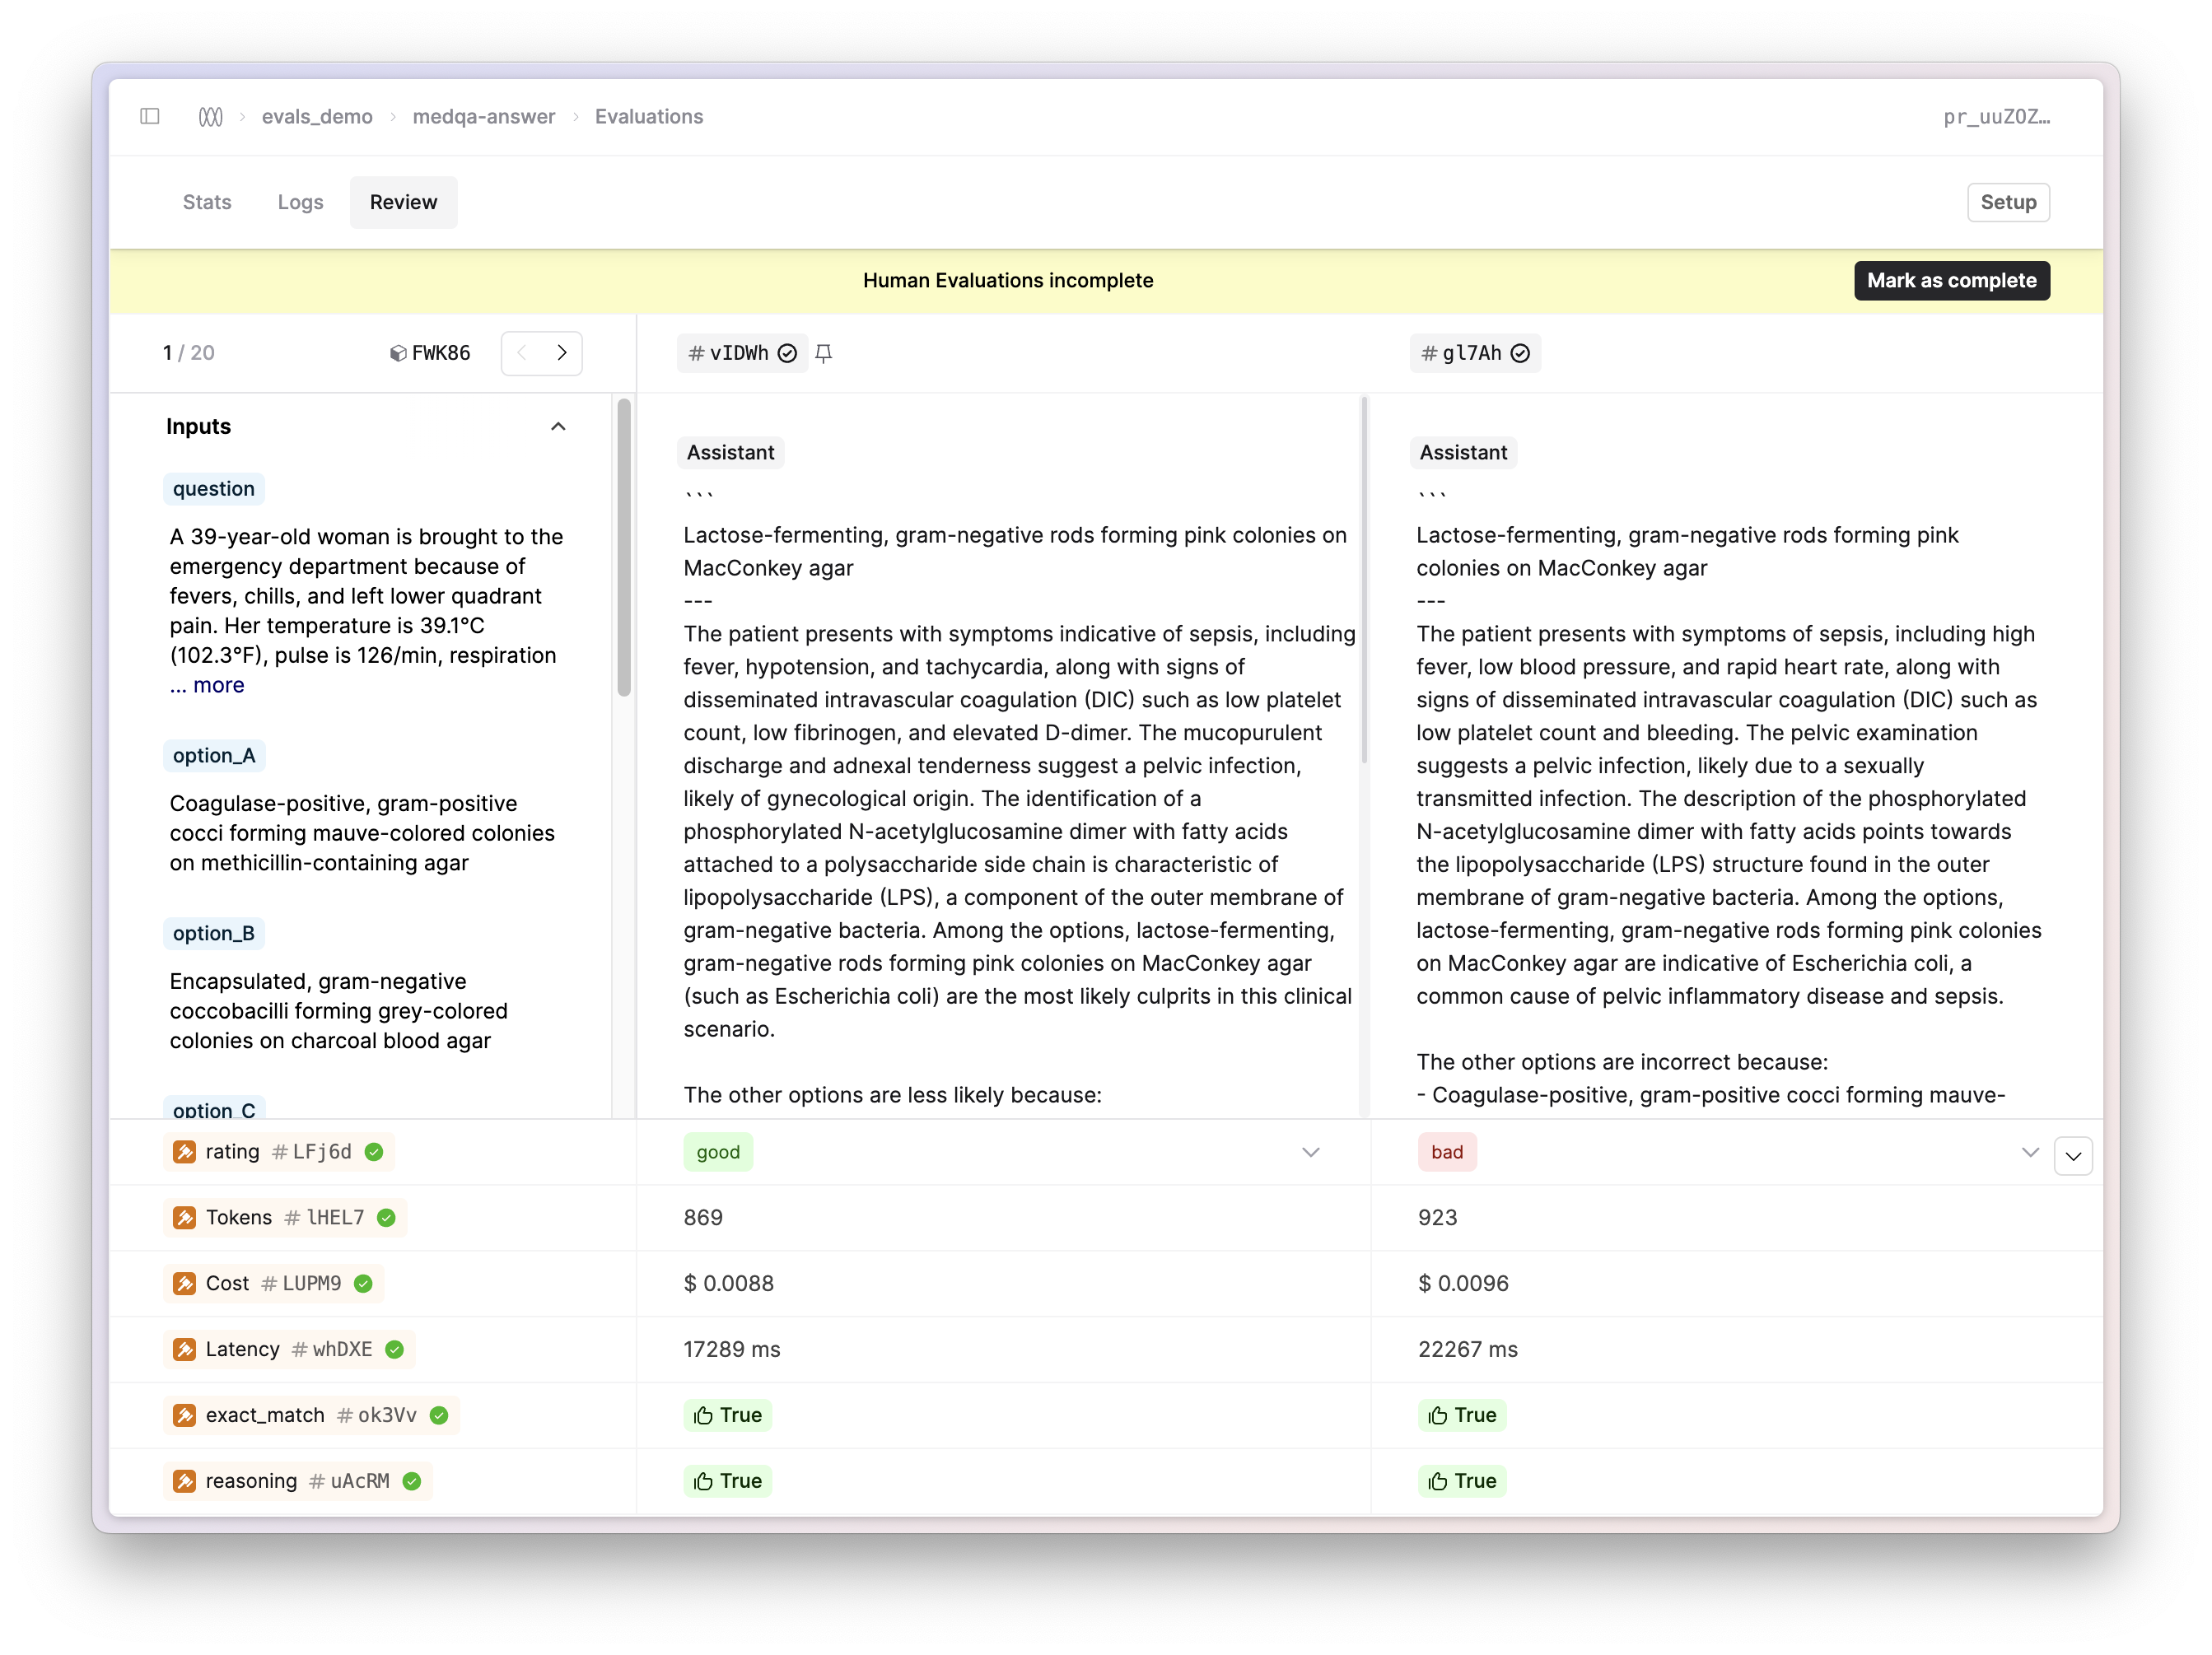 evals_demo > medqa-answer > Evaluations
pr_uuZ0Z…
Stats
Logs
Review
Setup
Human Evaluations incomplete
Mark as complete
1 / 20
FWK86
# vIDWh
# gl7Ah
Inputs
question
A 39-year-old woman is brought to the
emergency department because of
fevers, chills, and left lower quadrant
pain. Her temperature is 39.1°C
(102.3°F), pulse is 126/min, respiration
... more
option_A
Coagulase-positive, gram-positive
cocci forming mauve-colored colonies
on methicillin-containing agar
option_B
Encapsulated, gram-negative
coccobacilli forming grey-colored
colonies on charcoal blood agar
option_C
Assistant
```
Lactose-fermenting, gram-negative rods forming pink colonies on
MacConkey agar
---
The patient presents with symptoms indicative of sepsis, including
fever, hypotension, and tachycardia, along with signs of
disseminated intravascular coagulation (DIC) such as low platelet
count, low fibrinogen, and elevated D-dimer. The mucopurulent
discharge and adnexal tenderness suggest a pelvic infection,
likely of gynecological origin. The identification of a
phosphorylated N-acetylglucosamine dimer with fatty acids
attached to a polysaccharide side chain is characteristic of
lipopolysaccharide (LPS), a component of the outer membrane of
gram-negative bacteria. Among the options, lactose-fermenting,
gram-negative rods forming pink colonies on MacConkey agar
(such as Escherichia coli) are the most likely culprits in this clinical
scenario.
The other options are less likely because:
Assistant
```
Lactose-fermenting, gram-negative rods forming pink
colonies on MacConkey agar
---
The patient presents with symptoms of sepsis, including high
fever, low blood pressure, and rapid heart rate, along with
signs of disseminated intravascular coagulation (DIC) such as
low platelet count and bleeding. The pelvic examination
suggests a pelvic infection, likely due to a sexually
transmitted infection. The description of the phosphorylated
N-acetylglucosamine dimer with fatty acids points towards
the lipopolysaccharide (LPS) structure found in the outer
membrane of gram-negative bacteria. Among the options,
lactose-fermenting, gram-negative rods forming pink colonies
on MacConkey agar are indicative of Escherichia coli, a
common cause of pelvic inflammatory disease and sepsis.
The other options are incorrect because:
- Coagulase-positive, gram-positive cocci forming mauve-
rating # LFj6d
good
bad
Tokens # lHEL7
869
923
Cost # LUPM9
$ 0.0088
$ 0.0096
Latency # whDXE
17289 ms
22267 ms
exact_match # ok3Vv
True
True
reasoning # uAcRM
True
True